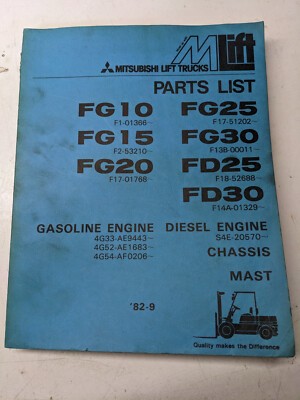 MLift
MITSUBISHI LIFT TRUCKS
PARTS LIST
FG10
F1-01366~
FG15
F2-53210~
FG20
F17-01768~
FG25
F17-51202~
FG30
F13B-00011~
FD25
F18-52688~
FD30
F14A-01329~
GASOLINE ENGINE
4G33-AE9443~
4G52-AE1683~
4G54-AF0206~
DIESEL ENGINE
S4E-20570~
CHASSIS
MAST
'82-9
Quality makes the Difference